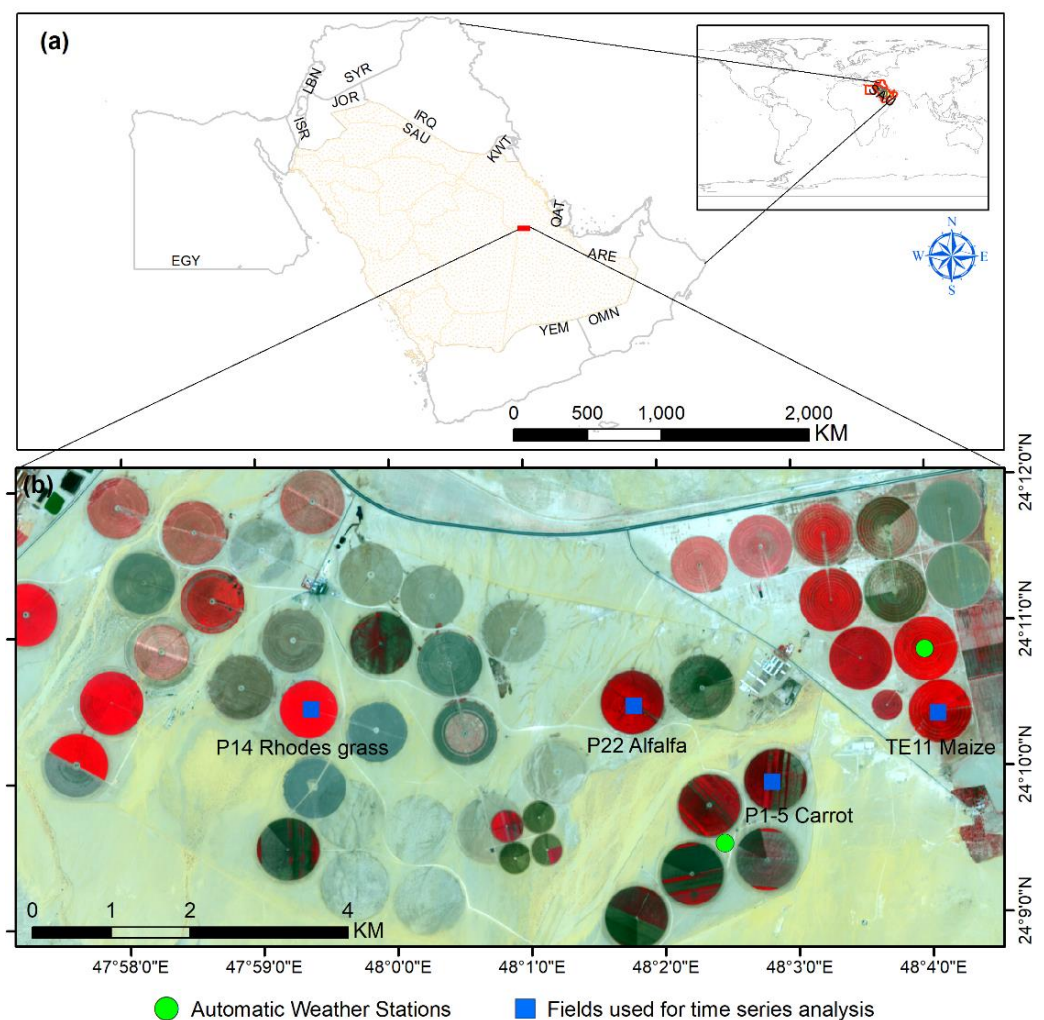 (a)
LBN
SYR
JOR
ISR
IRQ
SAU
KWT
QAT
EGY
ARE
YEM
OMN
SAU
N
W E
S
0 500 1,000 2,000
KM
(b)
24°12'0"N
24°11'0"N
24°10'0"N
24°9'0"N
P14 Rhodes grass
P22 Alfalfa
TE11 Maize
P1-5 Carrot
0 1 2 4
KM
47°58'0"E 47°59'0"E 48°0'0"E 48°1'0"E 48°2'0"E 48°3'0"E 48°4'0"E
Automatic Weather Stations Fields used for time series analysis